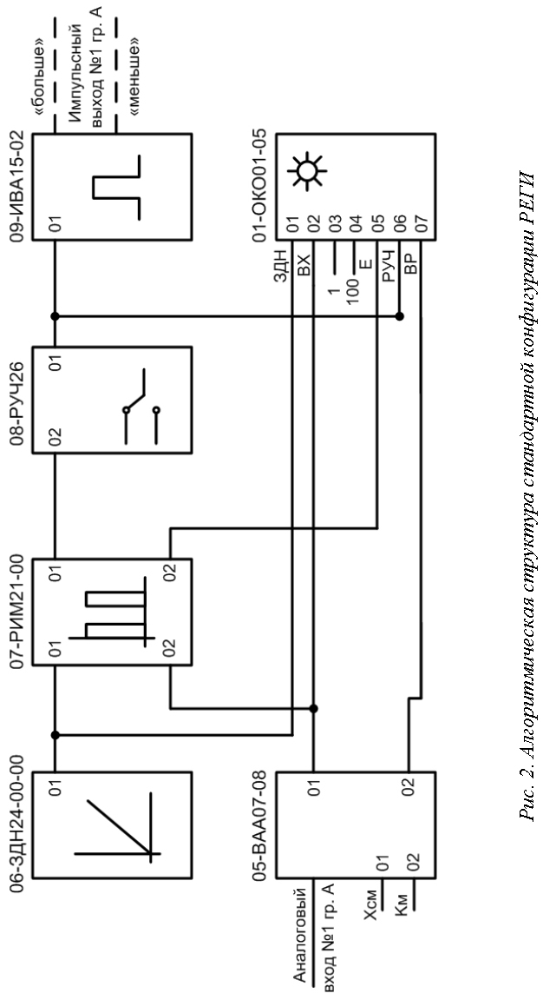 06-ЗДН24-00-00
01
07-РИМ21-00
01
01
02
02
08-РУЧ26
02
01
09-ИВА15-02
01
«больше»
Импульсный
выход №1 гр. А
«меньше»
05-ВАА07-08
Аналоговый
вход №1 гр. А
01
Хсм
01
Км
02
02
01-ОКО01-05
ЗДН
01
ВХ
02
1
03
100
04
Е
05
РУЧ
06
ВР
07
Рис. 2. Алгоритмическая структура стандартной конфигурации РЕГИ